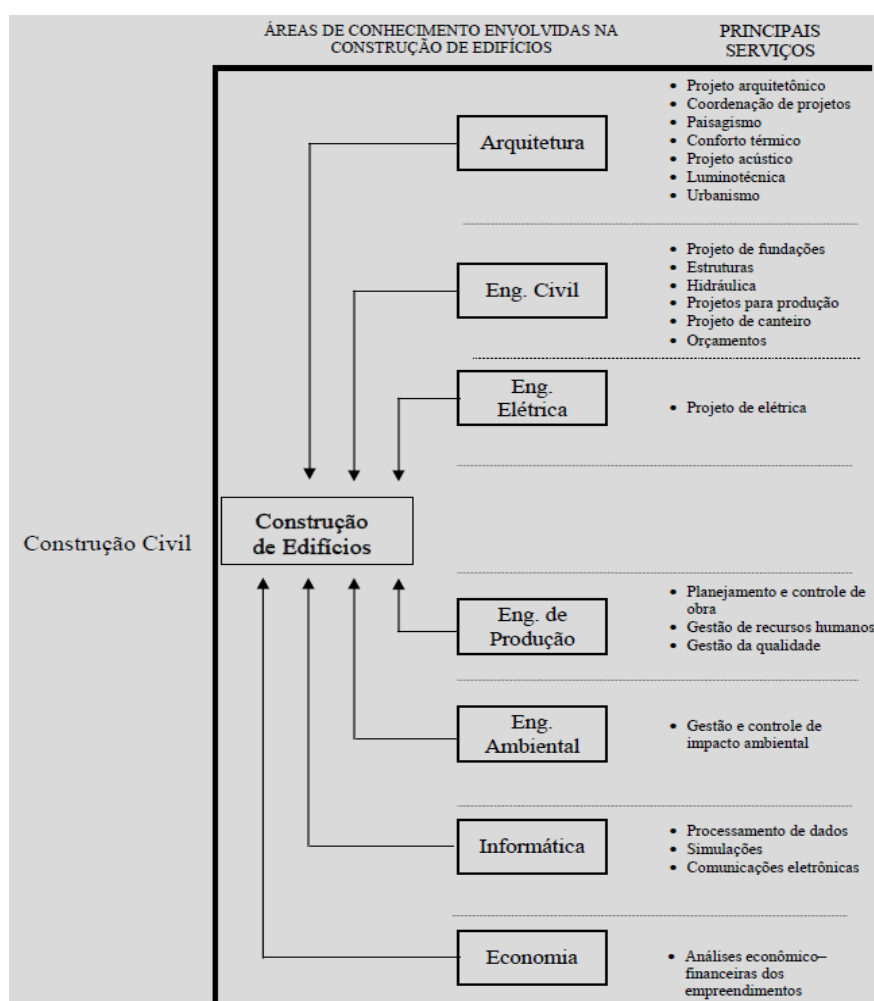 ÁREAS DE CONHECIMENTO ENVOLVIDAS NA
CONSTRUÇÃO DE EDIFÍCIOS
PRINCIPAIS
SERVIÇOS
Arquitetura
• Projeto arquitetônico
• Coordenação de projetos
• Paisagismo
• Conforto térmico
• Projeto acústico
• Luminotécnica
• Urbanismo
Eng. Civil
• Projeto de fundações
• Estruturas
• Hidráulica
• Projetos para produção
• Projeto de canteiro
• Orçamentos
Eng.
Elétrica
• Projeto de elétrica
Construção Civil
Construção
de Edifícios
Eng. de
Produção
• Planejamento e controle de
obra
• Gestão de recursos humanos
• Gestão da qualidade
Eng.
Ambiental
• Gestão e controle de
impacto ambiental
Informática
• Processamento de dados
• Simulações
• Comunicações eletrônicas
Economia
• Análises econômico–
financeiras dos
empreendimentos